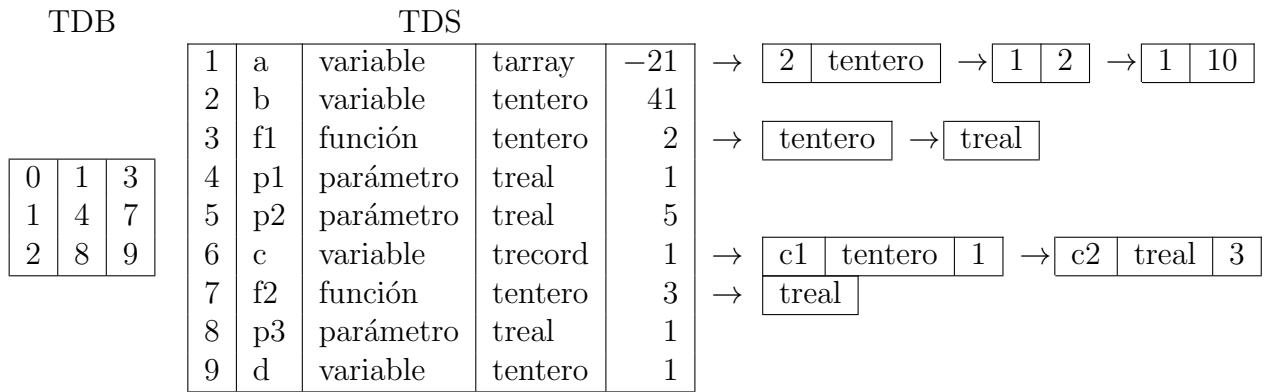 TDB TDS
1 a variable tarray −21 → 2 tentero → 1 2 → 1 10
2 b variable tentero 41
3 f1 función tentero 2 → tentero → treal
0 1 3
4 p1 parámetro treal 1
1 4 7
5 p2 parámetro treal 5
2 8 9
6 c variable trecord 1 → c1 tentero 1 → c2 treal 3
7 f2 función tentero 3 → treal
8 p3 parámetro treal 1
9 d variable tentero 1